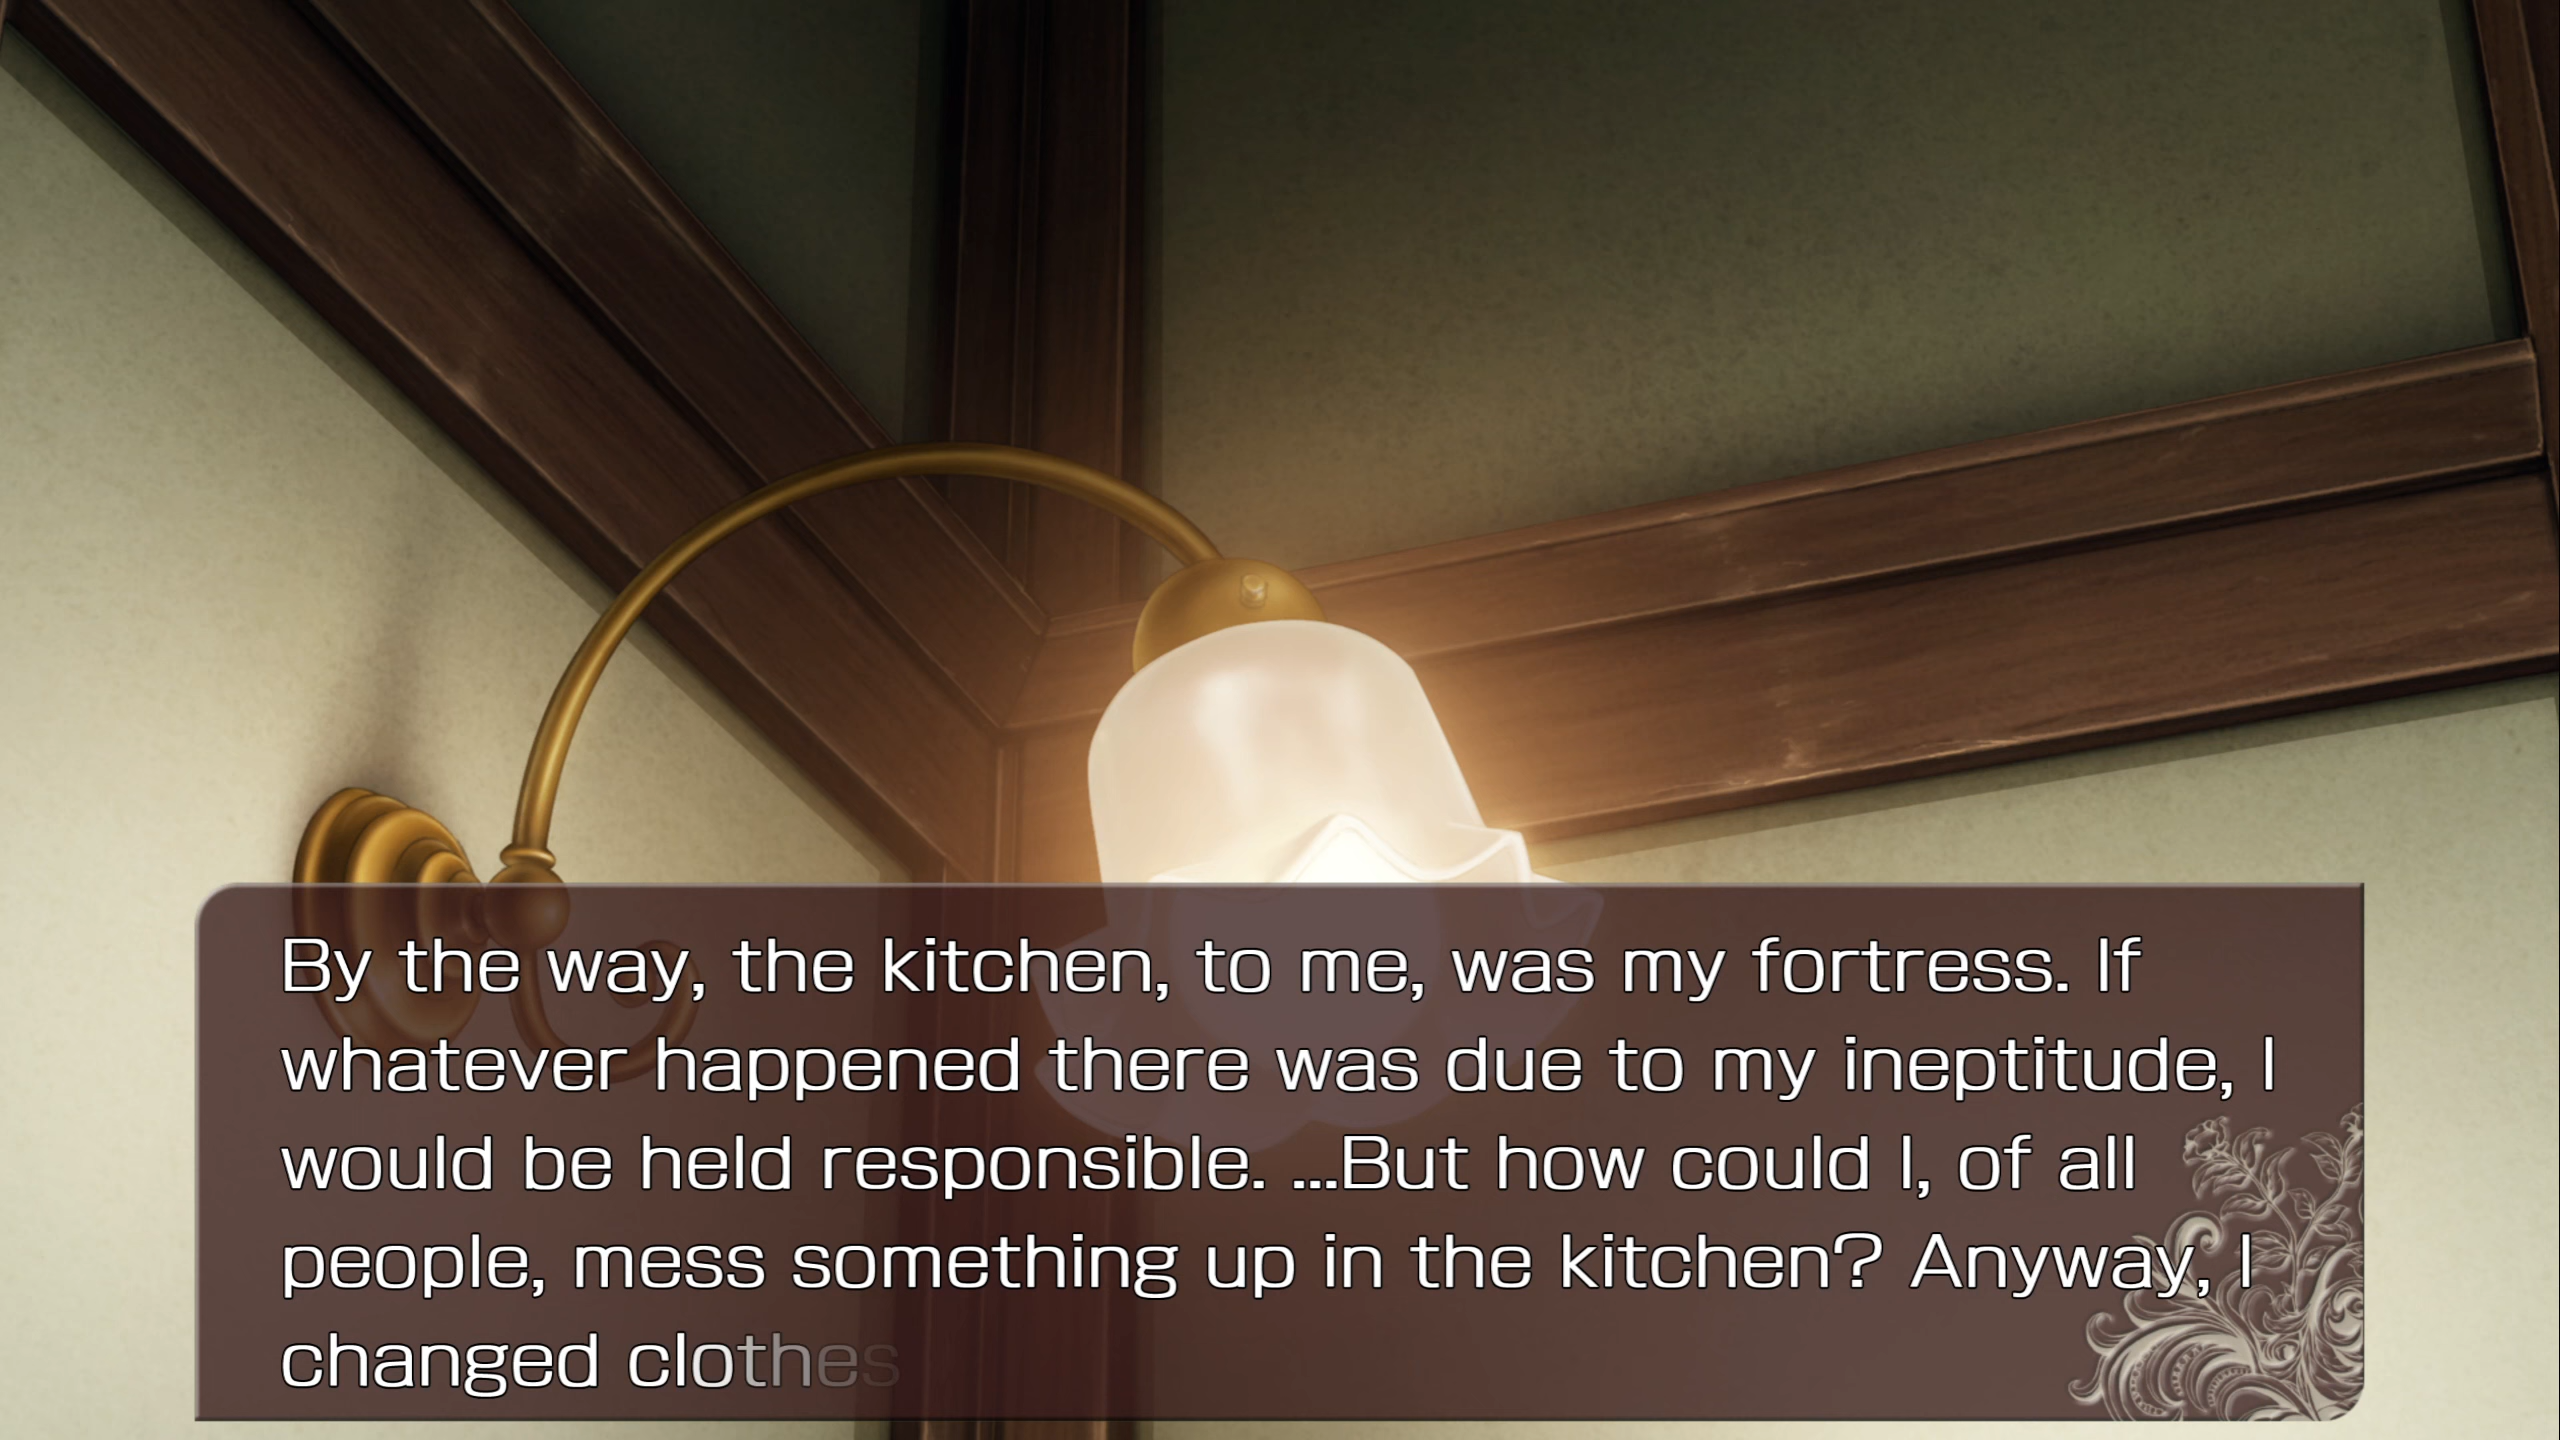 By the way, the kitchen, to me, was my fortress. If
whatever happened there was due to my ineptitude, I
would be held responsible. ...But how could I, of all
people, mess something up in the kitchen? Anyway, I
changed clothes